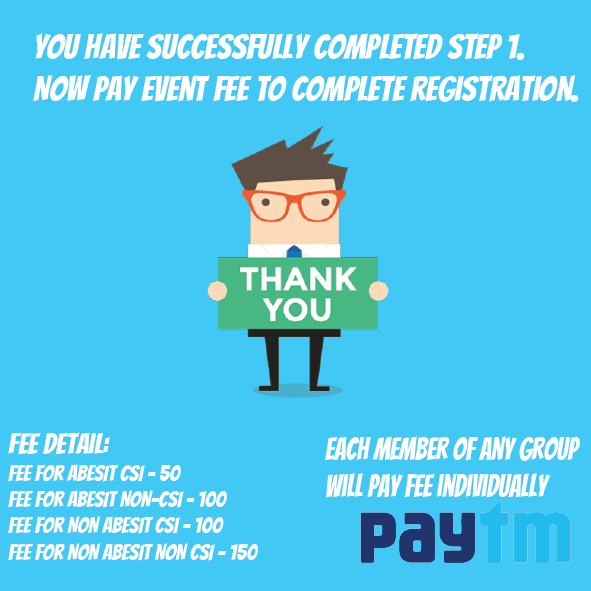 YOU HAVE SUCCESSFULLY COMPLETED STEP 1.
NOW PAY EVENT FEE TO COMPLETE REGISTRATION.
THANK
YOU
FEE DETAIL:
FEE FOR ABESIT CSI - 50
FEE FOR ABESIT NON-CSI - 100
FEE FOR NON ABESIT CSI - 100
FEE FOR NON ABESIT NON CSI - 150
EACH MEMBER OF ANY GROUP
WILL PAY FEE INDIVIDUALLY
paytm